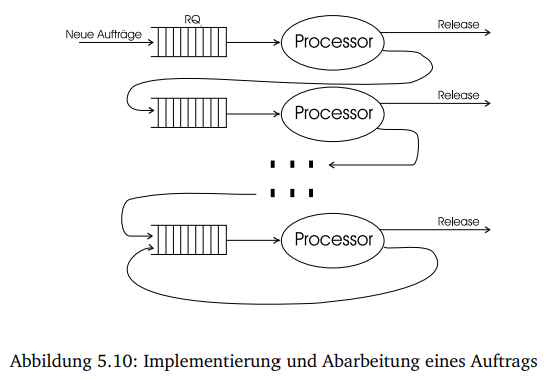 RQ
Release
Neue Aufträge
Processor
Release
Processor
Release
Processor
Abbildung 5.10: Implementierung und Abarbeitung eines Auftrags